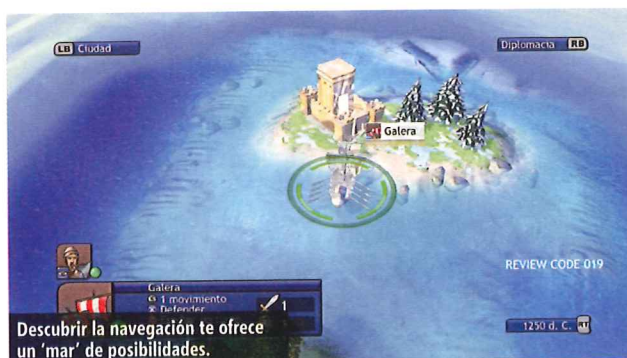 LB Ciudad
Diplomacia RB
Galera
REVIEW CODE 019
Galera
1 movimiento
Defender
1
1250 d. C. RT
Descubrir la navegación te ofrece
un 'mar' de posibilidades.